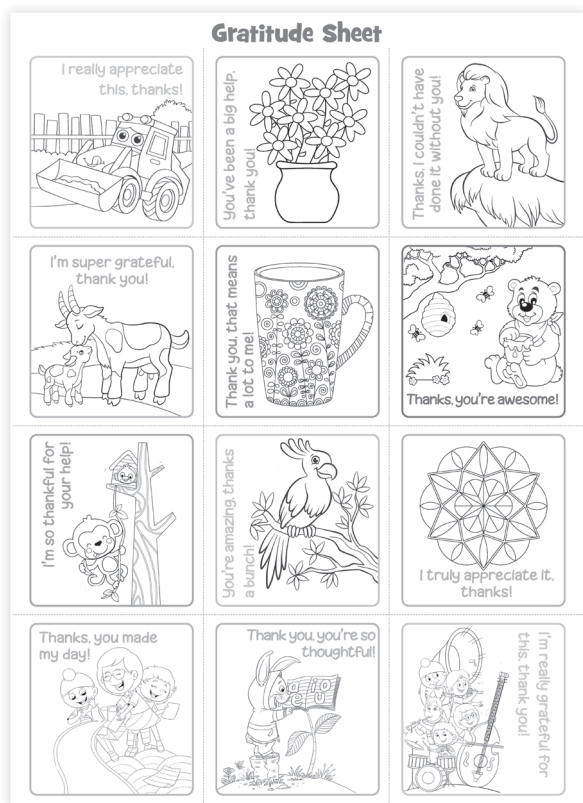 Gratitude Sheet
I really appreciate
this, thanks!
You've been a big help,
thank you!
Thanks, I couldn't have
done it without you!
I'm super grateful,
thank you!
Thank you, that means
a lot to me!
Thanks, you're awesome!
I'm so thankful for
your help!
You're amazing, thanks
a bunch!
I truly appreciate it,
thanks!
Thanks, you made
my day!
Thank you, you're so
thoughtful!
I'm really grateful for
this, thank you!